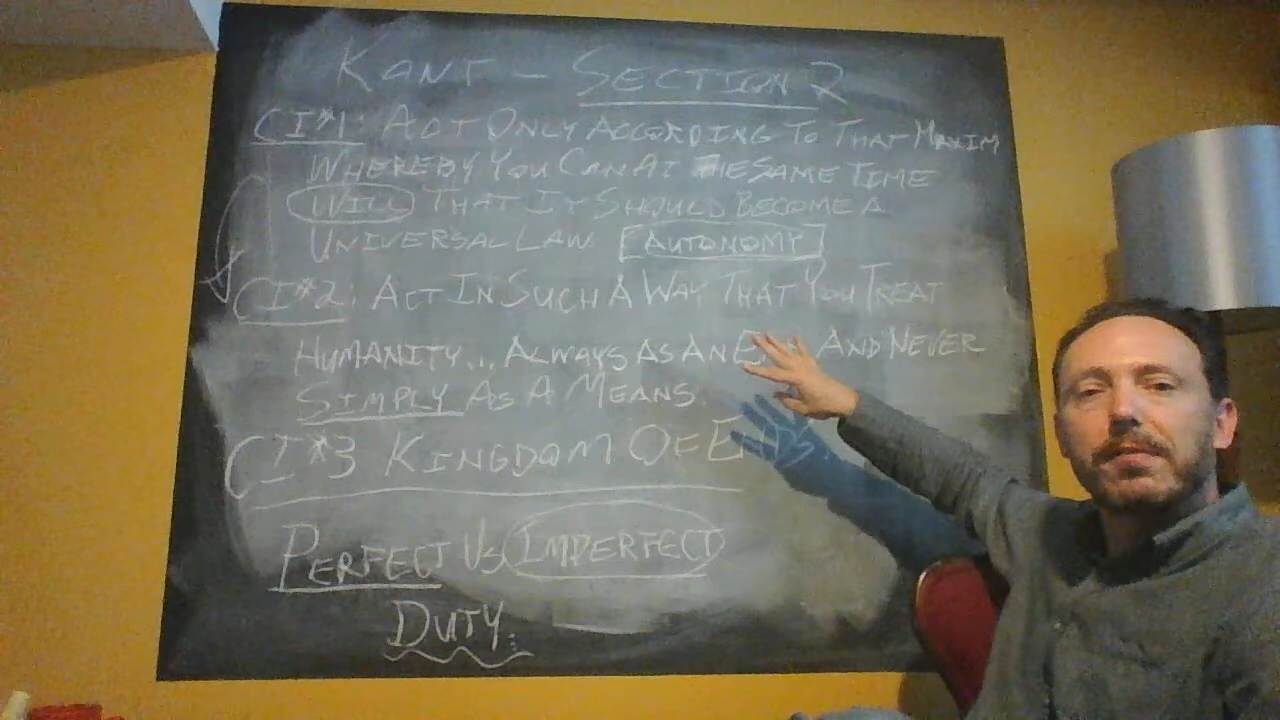 KANT - SECTION 2
CI#1: ACT ONLY ACCORDING TO THAT MAXIM
WHEREBY YOU CAN AT THE SAME TIME
WILL THAT IT SHOULD BECOME A
UNIVERSAL LAW. [AUTONOMY]
CI#2: ACT IN SUCH A WAY THAT YOU TREAT
HUMANITY... ALWAYS AS AN AND NEVER
SIMPLY AS A MEANS.
CI#3 KINGDOM OF ENDS.
PERFECT VS IMPERFECT
DUTY: